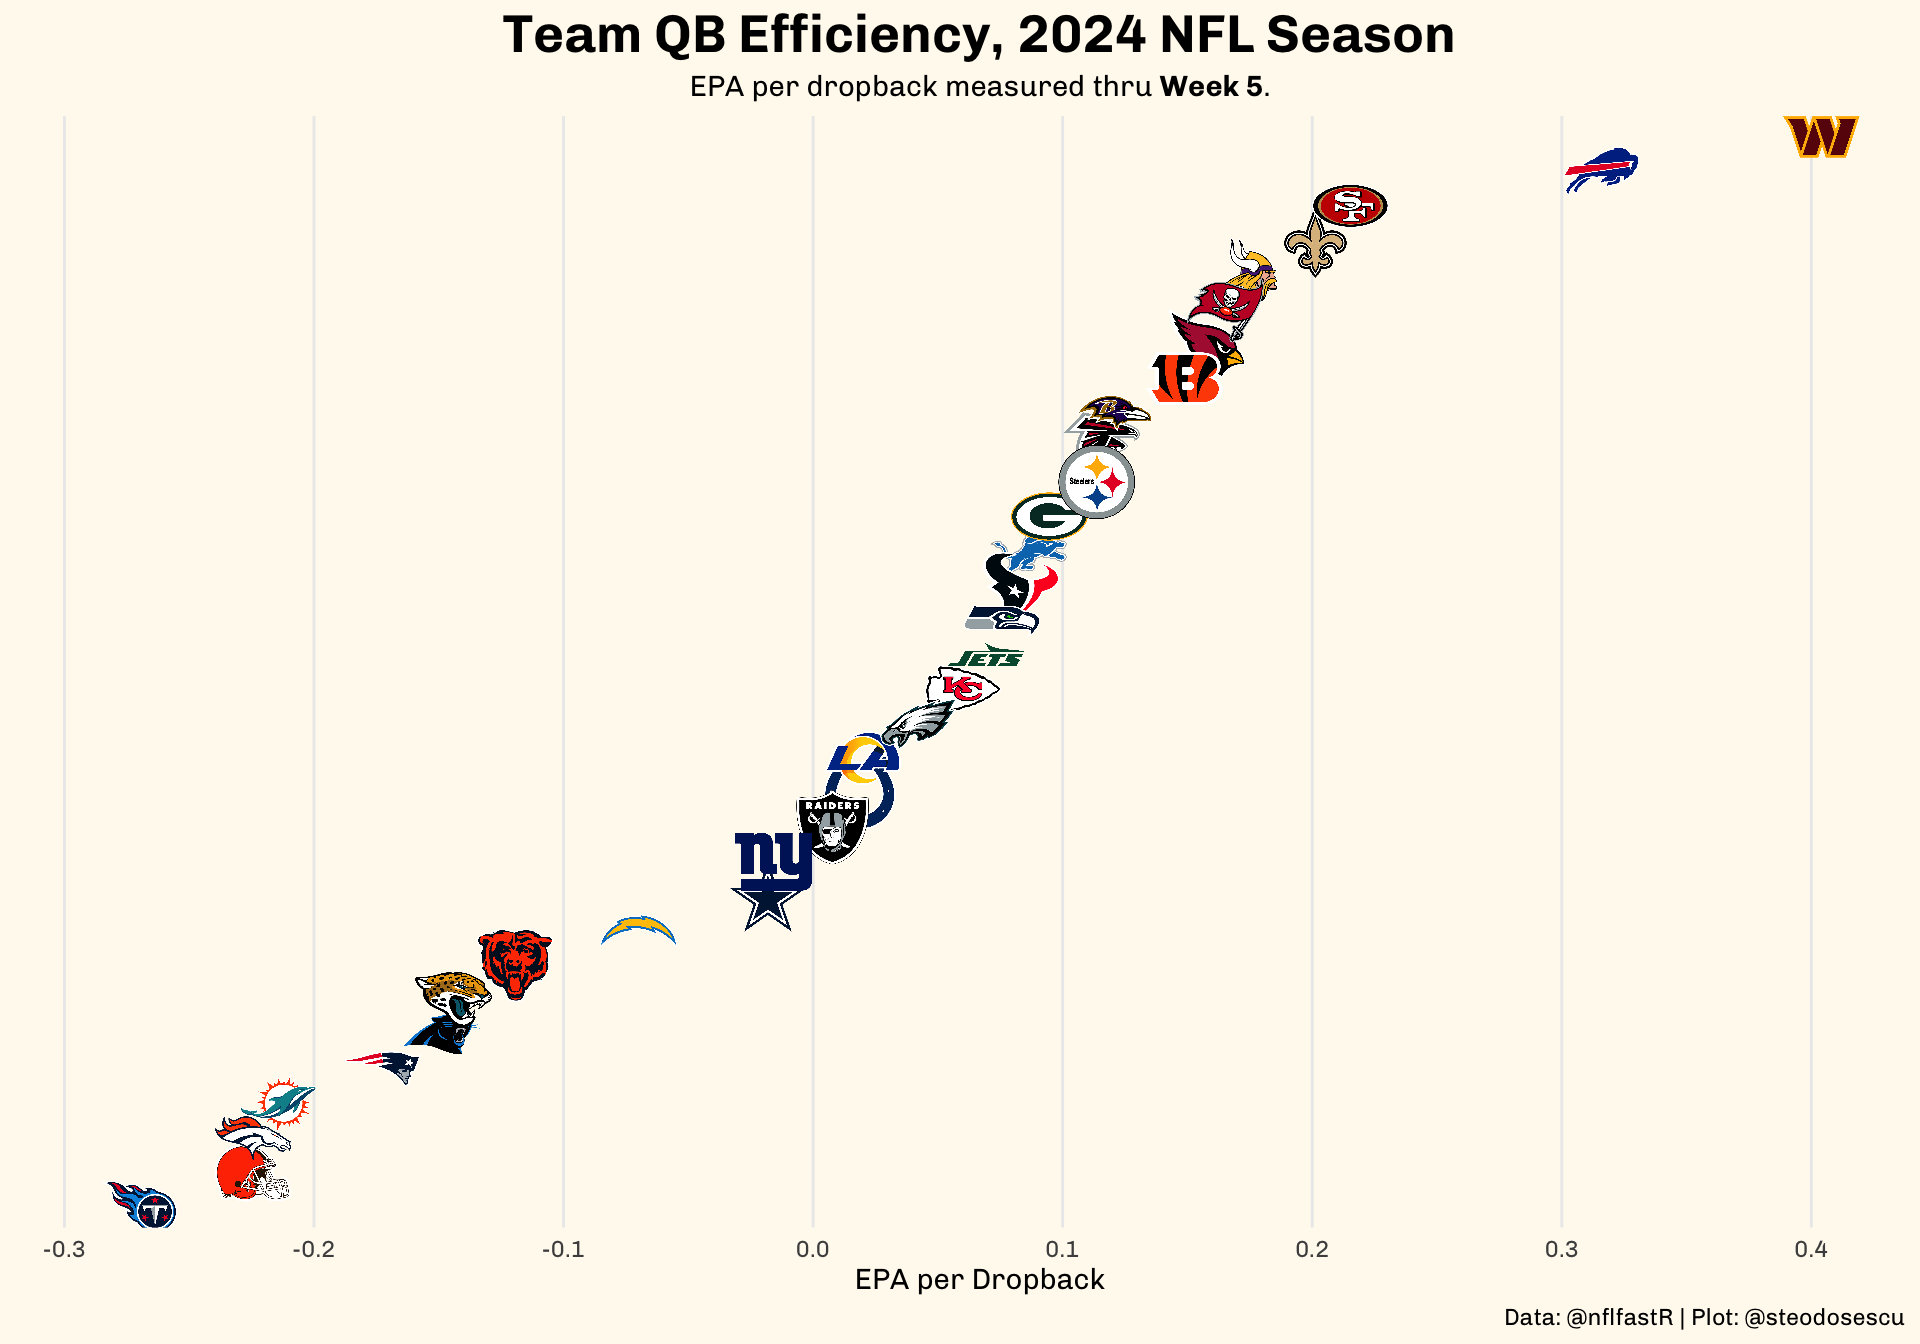 Team QB Efficiency, 2024 NFL Season
EPA per dropback measured thru Week 5.
W
SF
B
B
Steelers
G
JETS
KC
LA
RAIDERS
ny
T
-0.3 -0.2 -0.1 0.0 0.1 0.2 0.3 0.4
EPA per Dropback
Data: @nflfastR | Plot: @steodosescu